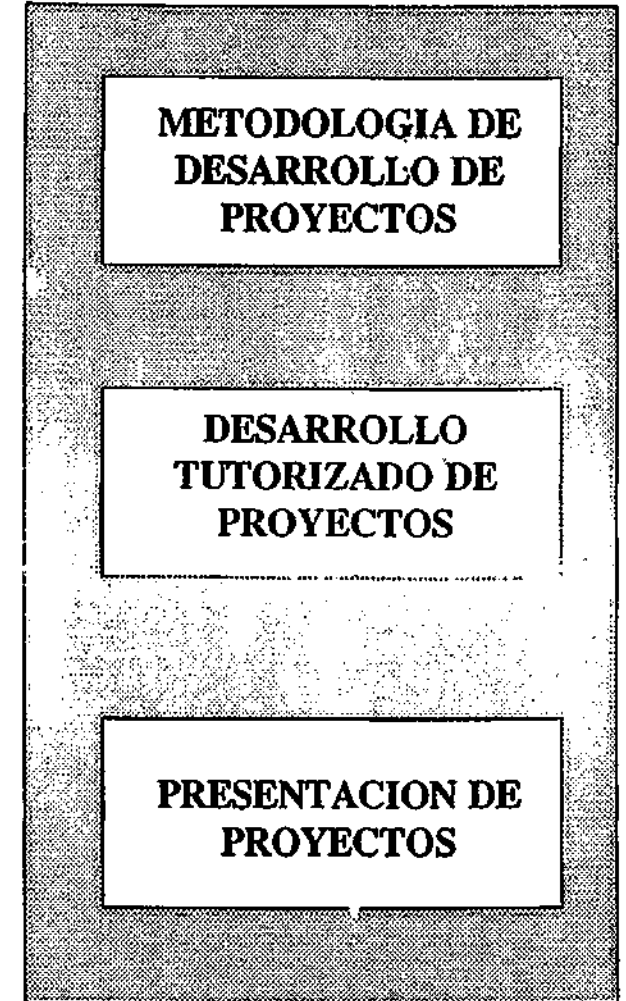 METODOLOGIA DE
DESARROLLO DE
PROYECTOS
DESARROLLO
TUTORIZADO DE
PROYECTOS
PRESENTACION DE
PROYECTOS